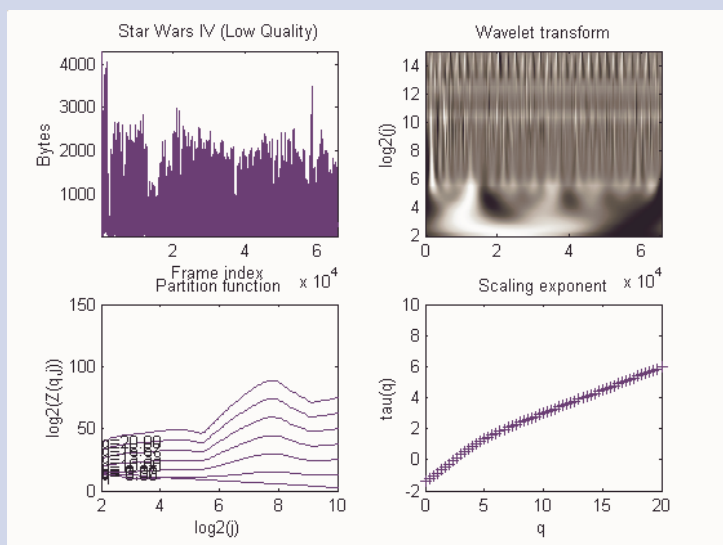 Star Wars IV (Low Quality)
4000
3000
2000
1000
Bytes
2 4 6
Frame index
x 10^4
Wavelet transform
14
12
10
8
6
4
2
log2(j)
0 2 4 6
x 10^4
Partition function
150
100
50
0
log2(Z(q,j))
2 4 6 8 10
log2(j)
Scaling exponent
10
8
6
4
2
0
-2
tau(q)
0 5 10 15 20
q